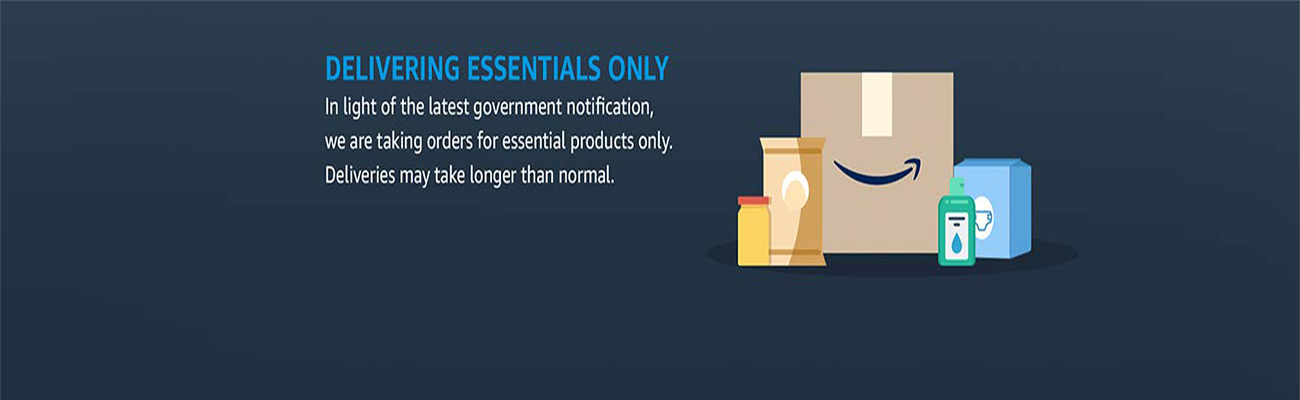 DELIVERING ESSENTIALS ONLY
In light of the latest government notification,
we are taking orders for essential products only.
Deliveries may take longer than normal.